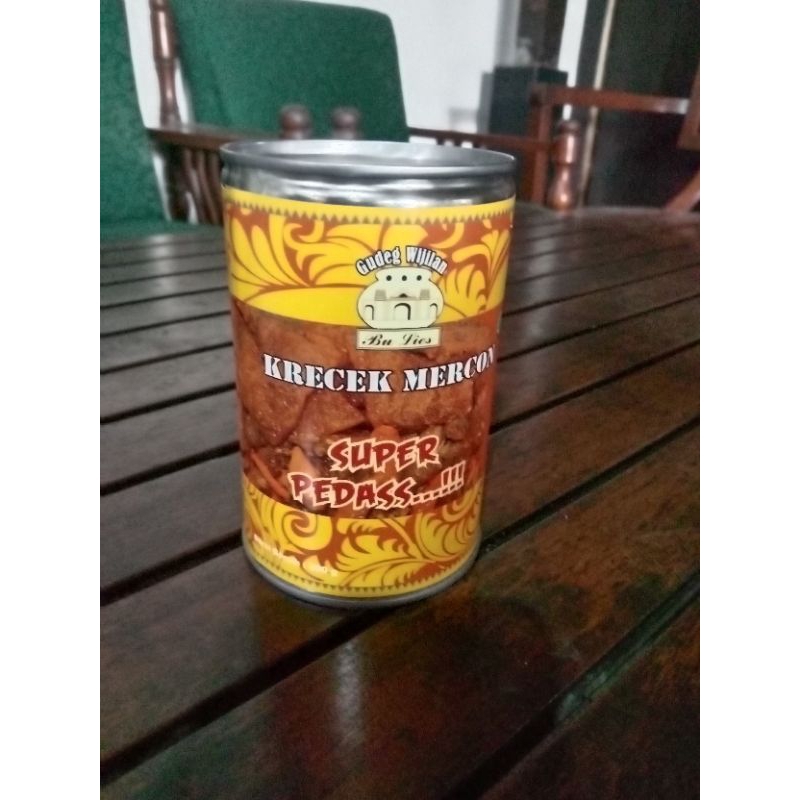 Gudeg Wijilan
Bu Lies
KRECEK MERCON
SUPER
PEDASS...!!!